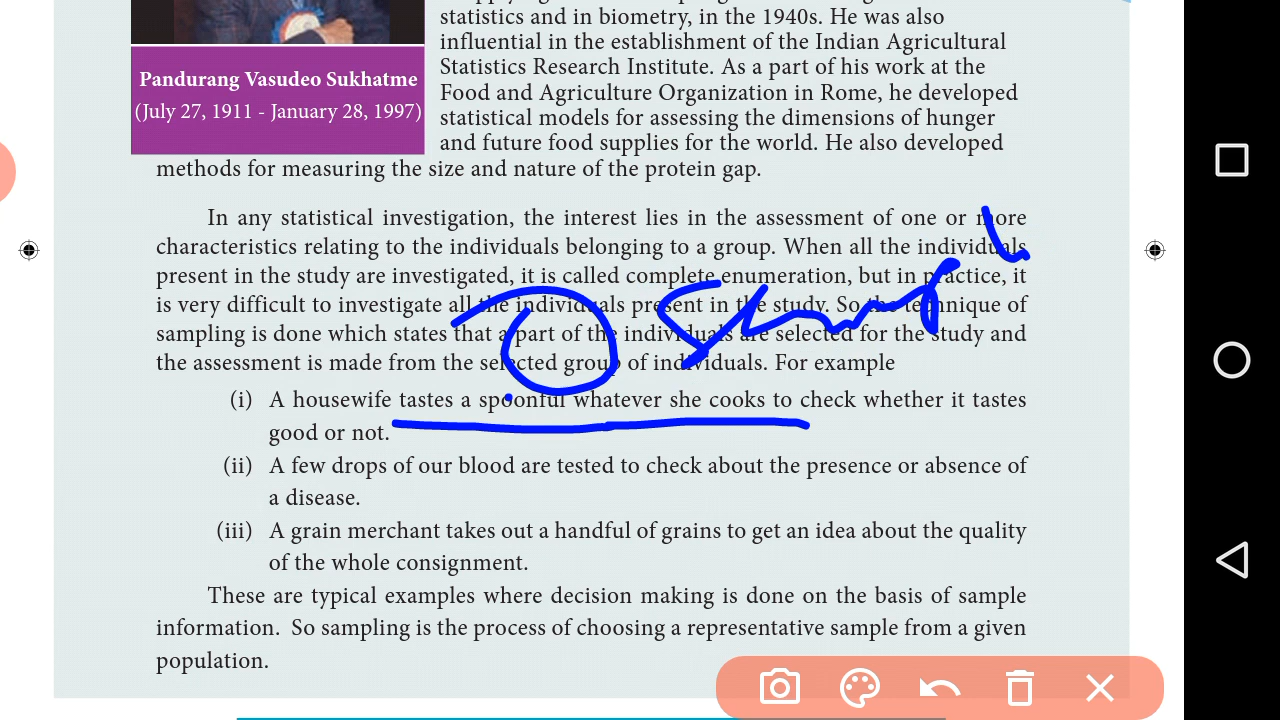 statistics and in biometry, in the 1940s. He was also
influential in the establishment of the Indian Agricultural
Statistics Research Institute. As a part of his work at the
Food and Agriculture Organization in Rome, he developed
statistical models for assessing the dimensions of hunger
and future food supplies for the world. He also developed
methods for measuring the size and nature of the protein gap.
Pandurang Vasudeo Sukhatme
(July 27, 1911 - January 28, 1997)
In any statistical investigation, the interest lies in the assessment of one or more
characteristics relating to the individuals belonging to a group. When all the individuals
present in the study are investigated, it is called complete enumeration, but in practice, it
is very difficult to investigate all the individuals present in the study. So the technique of
sampling is done which states that a part of the individuals are selected for the study and
the assessment is made from the selected group of individuals. For example
(i) A housewife tastes a spoonful whatever she cooks to check whether it tastes
good or not.
(ii) A few drops of our blood are tested to check about the presence or absence of
a disease.
(iii) A grain merchant takes out a handful of grains to get an idea about the quality
of the whole consignment.
These are typical examples where decision making is done on the basis of sample
information. So sampling is the process of choosing a representative sample from a given
population.